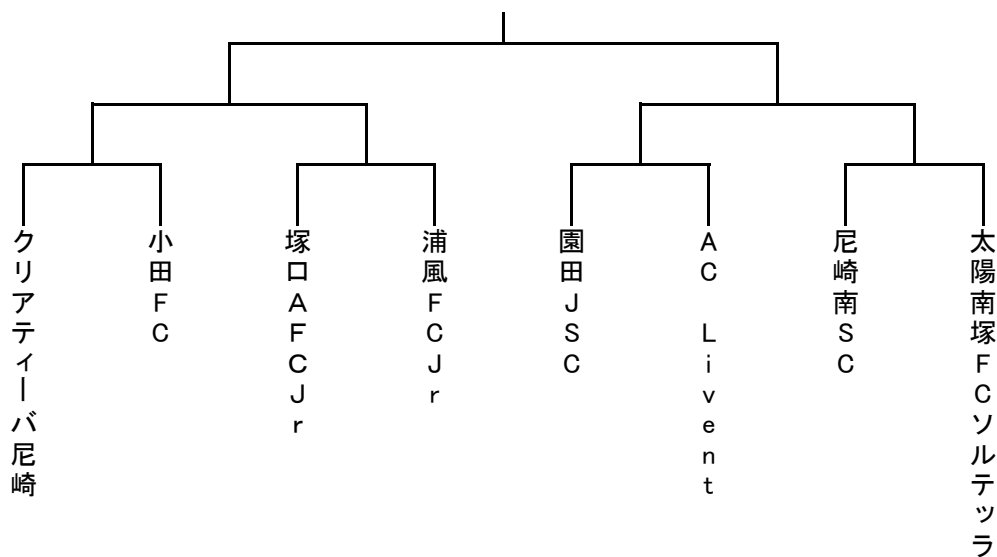 クリアティーバ尼崎
小田FC
塚口AFCJr
浦風FCJr
園田JSC
AC Livent
尼崎南SC
太陽南塚FCソルテッラ